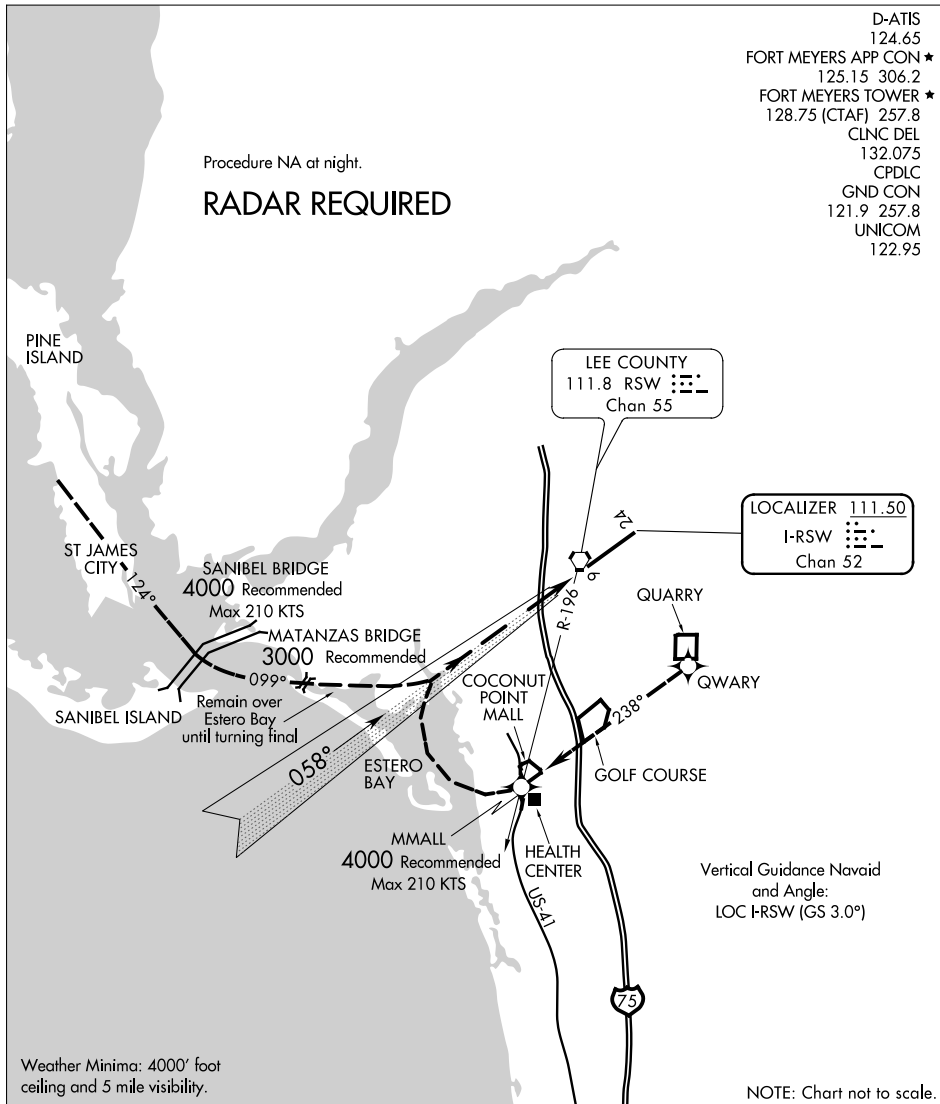 D-ATIS
124.65
FORT MEYERS APP CON ★
125.15 306.2
FORT MEYERS TOWER ★
128.75 (CTAF) 257.8
CLNC DEL
132.075
CPDLC
GND CON
121.9 257.8
UNICOM
122.95
Procedure NA at night.
RADAR REQUIRED
PINE
ISLAND
LEE COUNTY
111.8 RSW
Chan 55
LOCALIZER 111.50
I-RSW
Chan 52
24
6
R-196
ST JAMES
CITY
124°
SANIBEL BRIDGE
4000 Recommended
Max 210 KTS
MATANZAS BRIDGE
3000 Recommended
099°
SANIBEL ISLAND
Remain over
Estero Bay
until turning final
058°
ESTERO
BAY
COCONUT
POINT
MALL
QUARRY
QWARY
238°
GOLF COURSE
MMALL
4000 Recommended
Max 210 KTS
HEALTH
CENTER
US-41
75
Vertical Guidance Navaid
and Angle:
LOC I-RSW (GS 3.0°)
Weather Minima: 4000’ foot
ceiling and 5 mile visibility.
NOTE: Chart not to scale.